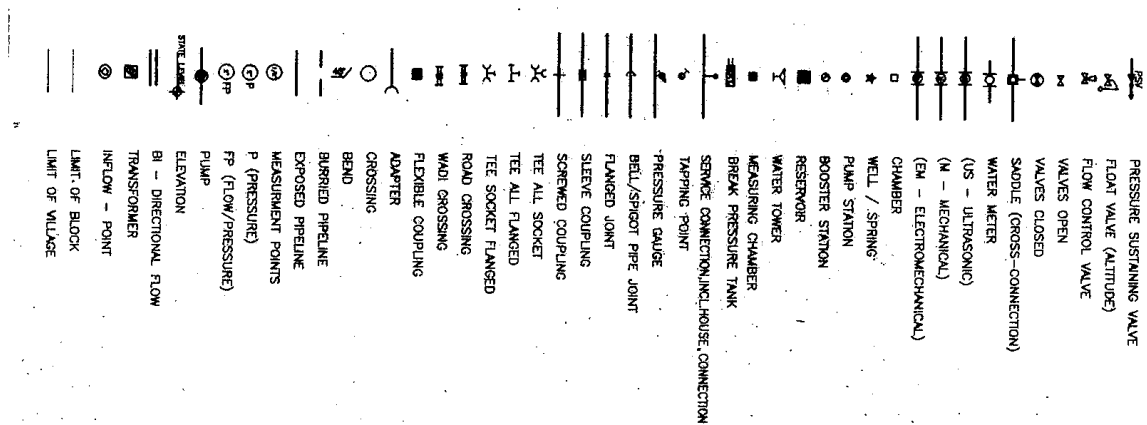 PSV PRESSURE SUSTAINING VALVE
FLOAT VALVE (ALTITUDE)
FLOW CONTROL VALVE
VALVES OPEN
VALVES CLOSED
SADDLE (CROSS-CONNECTION)
WATER METER
(US - ULTRASONIC)
(M - MECHANICAL)
(EM - ELECTROMECHANICAL)
CHAMBER
WELL / SPRING
PUMP STATION
BOOSTER STATION
RESERVOIR
WATER TOWER
MEASURING CHAMBER
BREAK PRESSURE TANK
SERVICE CONNECTION,INCL.HOUSE,CONNECTION
TAPPING POINT
PRESSURE GAUGE
BELL/SPIGOT PIPE JOINT
FLANGED JOINT
SLEEVE COUPLING
SCREWED COUPLING
TEE ALL SOCKET
TEE ALL FLANGED
TEE SOCKET FLANGED
ROAD CROSSING
WADI CROSSING
FLEXIBLE COUPLING
ADAPTER
CROSSING
BEND
BURRIED PIPELINE
EXPOSED PIPELINE
MEASURMENT POINTS
P P (PRESSURE)
FP FP (FLOW/PRESSURE)
PUMP
STATE LEVEL ELEVATION
BI - DIRECTIONAL FLOW
TRANSFORMER
INFLOW - POINT
LIMIT OF BLOCK
LIMIT OF VILLAGE